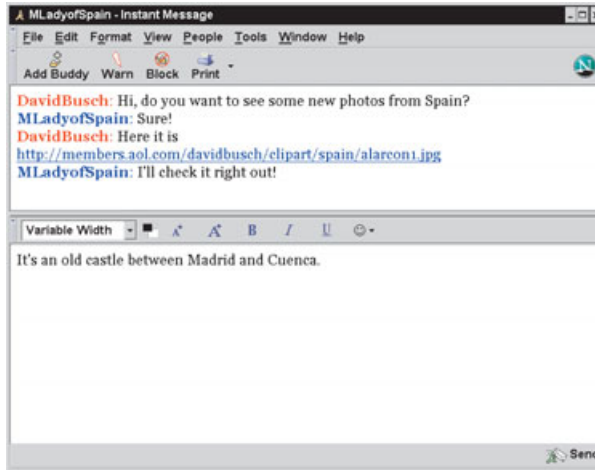 MLadyofSpain - Instant Message
File Edit Format View People Tools Window Help
Add Buddy Warn Block Print
DavidBusch: Hi, do you want to see some new photos from Spain?
MLadyofSpain: Sure!
DavidBusch: Here it is
http://members.aol.com/davidbusch/clipart/spain/alarcon1.jpg
MLadyofSpain: I'll check it right out!
Variable Width A A B I U
It's an old castle between Madrid and Cuenca.
Send